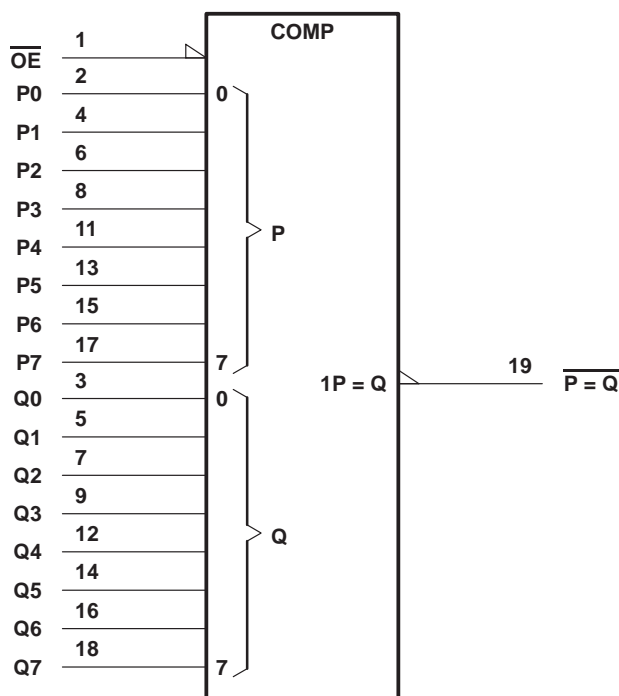 COMP
O̅E̅ 1
P0 2 0
P1 4
P2 6
P3 8
P4 11 P
P5 13
P6 15
P7 17 7
1P = Q 19 P̅ ̅=̅ ̅Q̅
Q0 3 0
Q1 5
Q2 7
Q3 9
Q4 12 Q
Q5 14
Q6 16
Q7 18 7